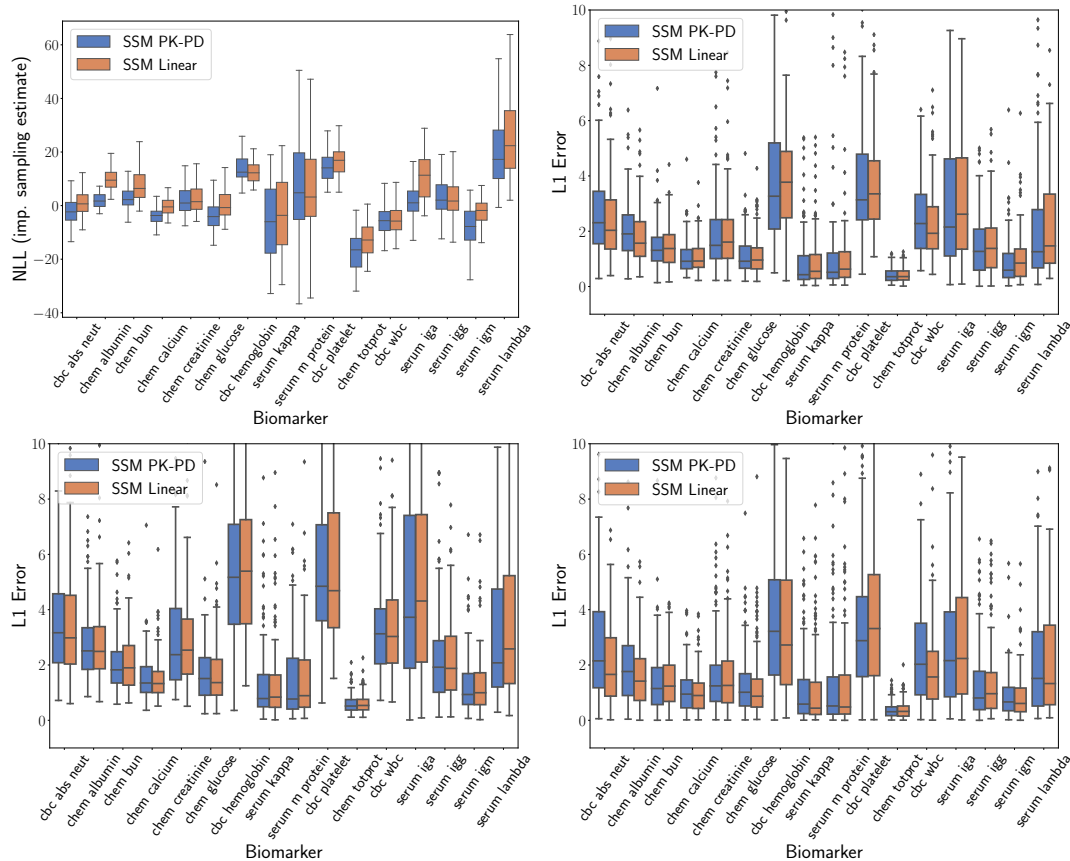 SSM PK-PD
SSM Linear
60
40
20
0
−20
−40
NLL (imp. sampling estimate)
cbc abs neut
chem albumin
chem bun
chem calcium
chem creatinine
chem glucose
cbc hemoglobin
serum kappa
serum m protein
cbc platelet
chem totprot
cbc wbc
serum iga
serum igg
serum igm
serum lambda
Biomarker
SSM PK-PD
SSM Linear
10
8
6
4
2
0
L1 Error
cbc abs neut
chem albumin
chem bun
chem calcium
chem creatinine
chem glucose
cbc hemoglobin
serum kappa
serum m protein
cbc platelet
chem totprot
cbc wbc
serum iga
serum igg
serum igm
serum lambda
Biomarker
SSM PK-PD
SSM Linear
10
8
6
4
2
0
L1 Error
cbc abs neut
chem albumin
chem bun
chem calcium
chem creatinine
chem glucose
cbc hemoglobin
serum kappa
serum m protein
cbc platelet
chem totprot
cbc wbc
serum iga
serum igg
serum igm
serum lambda
Biomarker
SSM PK-PD
SSM Linear
10
8
6
4
2
0
L1 Error
cbc abs neut
chem albumin
chem bun
chem calcium
chem creatinine
chem glucose
cbc hemoglobin
serum kappa
serum m protein
cbc platelet
chem totprot
cbc wbc
serum iga
serum igg
serum igm
serum lambda
Biomarker